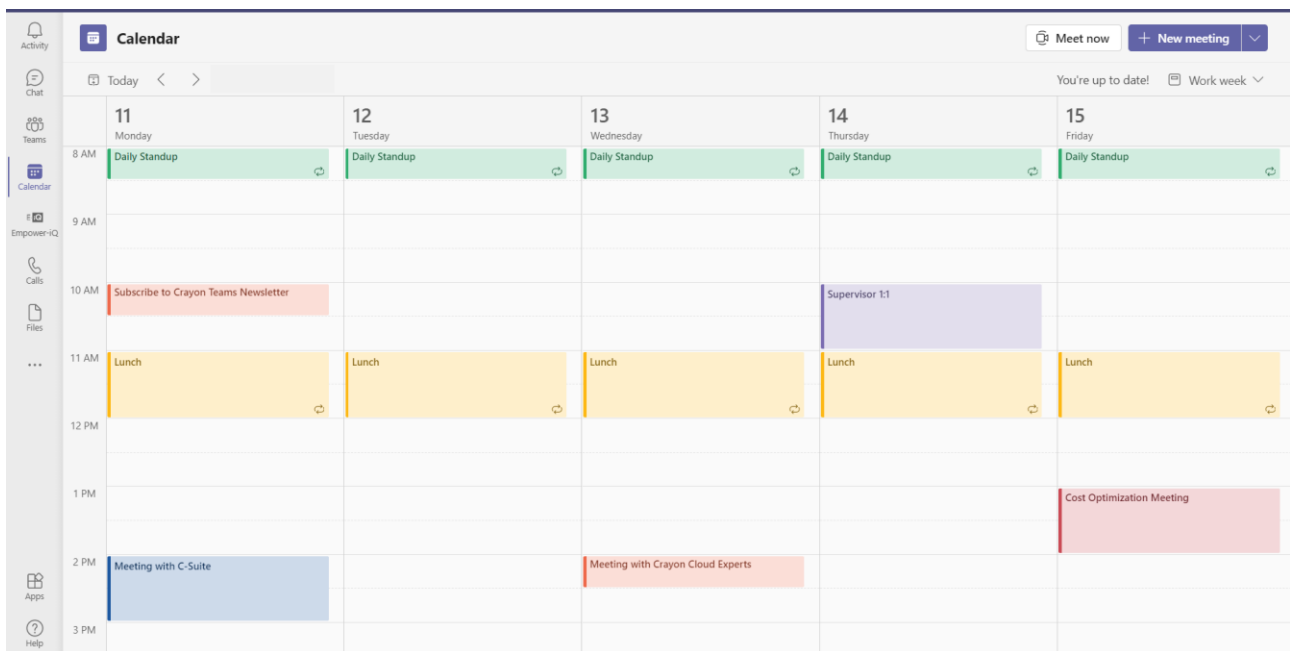 Activity
Chat
Teams
Calendar
Empower-iQ
Calls
Files
...
Apps
Help
Calendar
Meet now
+ New meeting
Today
You're up to date!
Work week
11
Monday
12
Tuesday
13
Wednesday
14
Thursday
15
Friday
8 AM
Daily Standup
Daily Standup
Daily Standup
Daily Standup
Daily Standup
9 AM
10 AM
Subscribe to Crayon Teams Newsletter
Supervisor 1:1
11 AM
Lunch
Lunch
Lunch
Lunch
Lunch
12 PM
1 PM
Cost Optimization Meeting
2 PM
Meeting with C-Suite
Meeting with Crayon Cloud Experts
3 PM